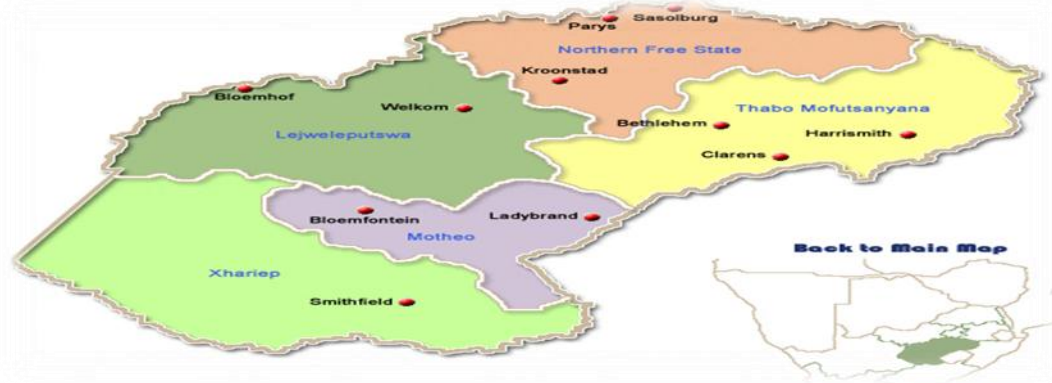 Sasolburg
Parys
Northern Free State
Kroonstad
Bloemhof
Welkom
Lejweleputswa
Thabo Mofutsanyana
Bethlehem
Harrismith
Clarens
Bloemfontein
Ladybrand
Motheo
Back to Main Map
Xhariep
Smithfield